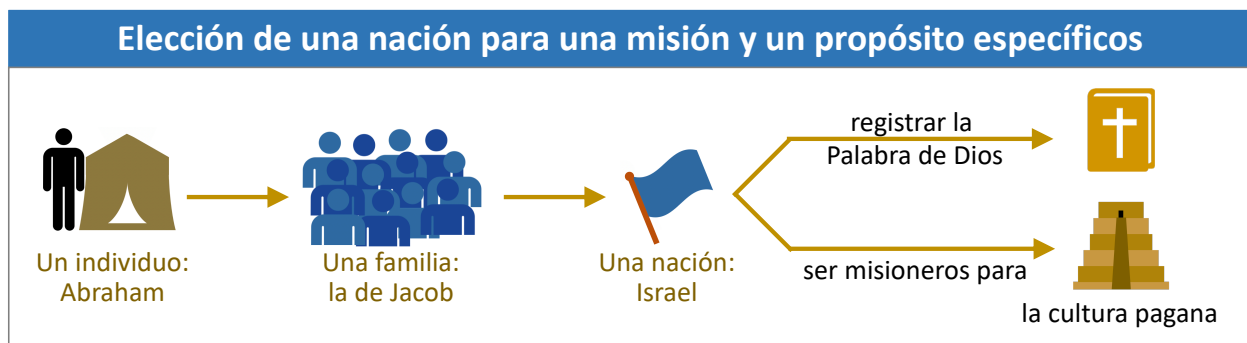 Elección de una nación para una misión y un propósito específicos
Un individuo:
Abraham
Una familia:
la de Jacob
Una nación:
Israel
registrar la
Palabra de Dios
ser misioneros para
la cultura pagana